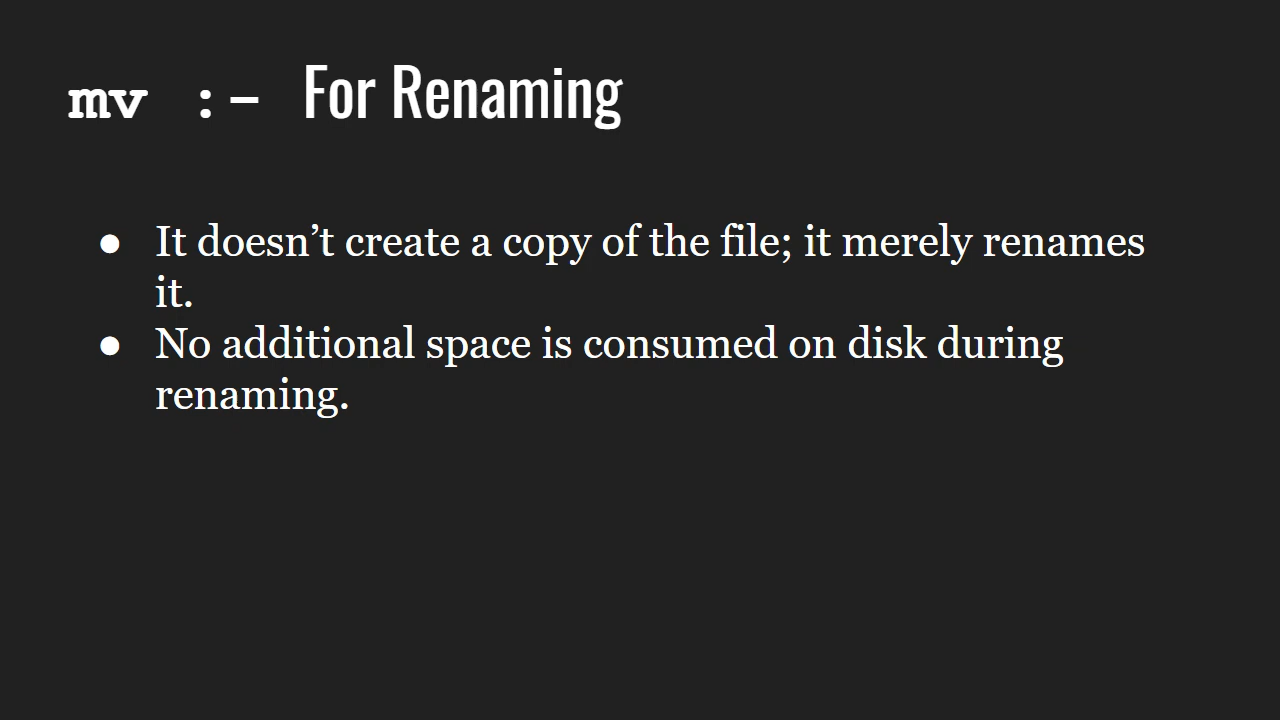 mv :- For Renaming
● It doesn’t create a copy of the file; it merely renames
it.
● No additional space is consumed on disk during
renaming.